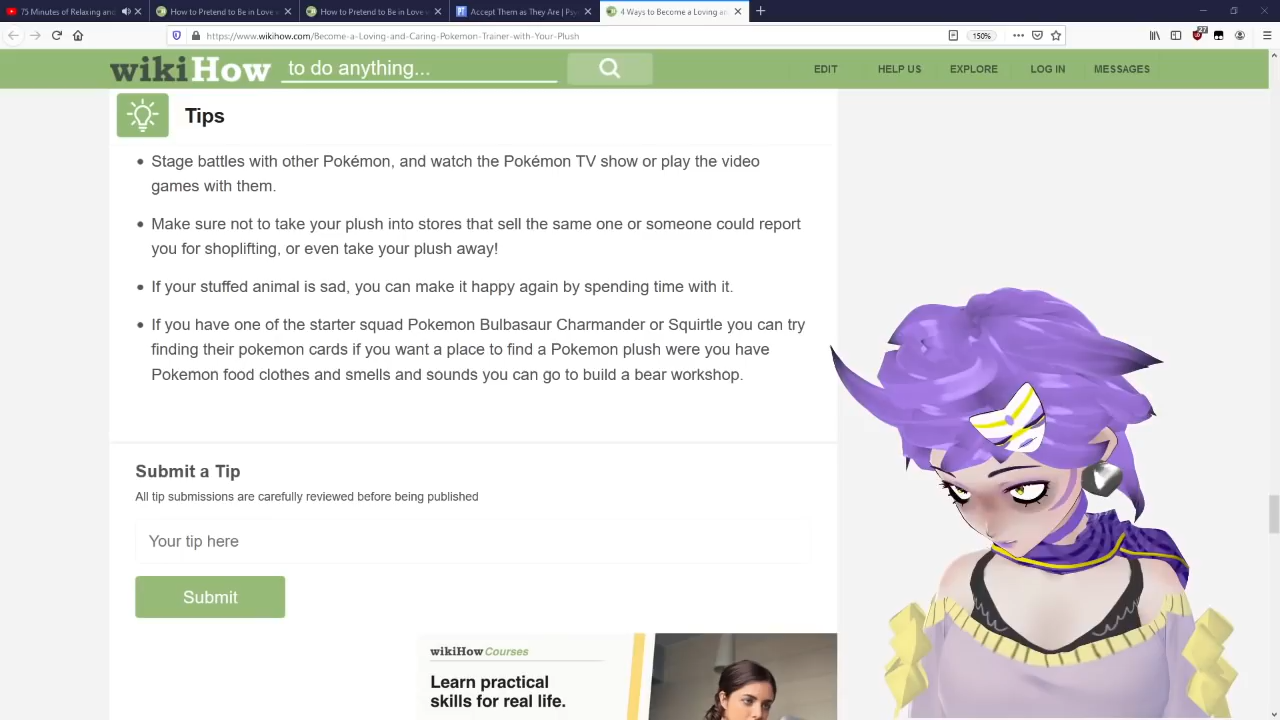 75 Minutes of Relaxing and
How to Pretend to Be in Love w
How to Pretend to Be in Love w
Accept Them as They Are | Psy
4 Ways to Become a Loving an
https://www.wikihow.com/Become-a-Loving-and-Caring-Pokemon-Trainer-with-Your-Plush
150%
27
wikiHow to do anything...
EDIT
HELP US
EXPLORE
LOG IN
MESSAGES
Tips
Stage battles with other Pokémon, and watch the Pokémon TV show or play the video
games with them.
Make sure not to take your plush into stores that sell the same one or someone could report
you for shoplifting, or even take your plush away!
If your stuffed animal is sad, you can make it happy again by spending time with it.
If you have one of the starter squad Pokemon Bulbasaur Charmander or Squirtle you can try
finding their pokemon cards if you want a place to find a Pokemon plush were you have
Pokemon food clothes and smells and sounds you can go to build a bear workshop.
Submit a Tip
All tip submissions are carefully reviewed before being published
Your tip here
Submit
wikiHow Courses
Learn practical
skills for real life.